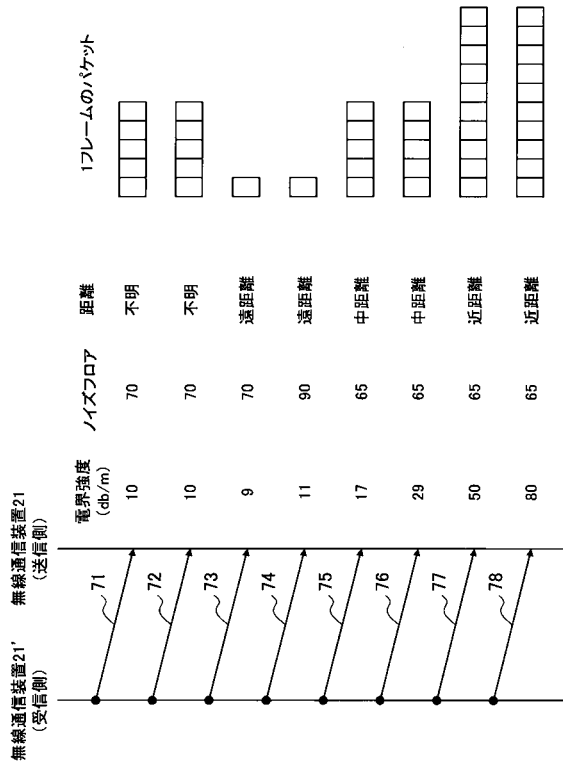 無線通信装置21'
(受信側)
無線通信装置21
(送信側)
電界強度
(db/m)
ノイズフロア
距離
1フレームのパケット
71
10
70
不明
72
10
70
不明
73
9
70
遠距離
74
11
90
遠距離
75
17
65
中距離
76
29
65
中距離
77
50
65
近距離
78
80
65
近距離